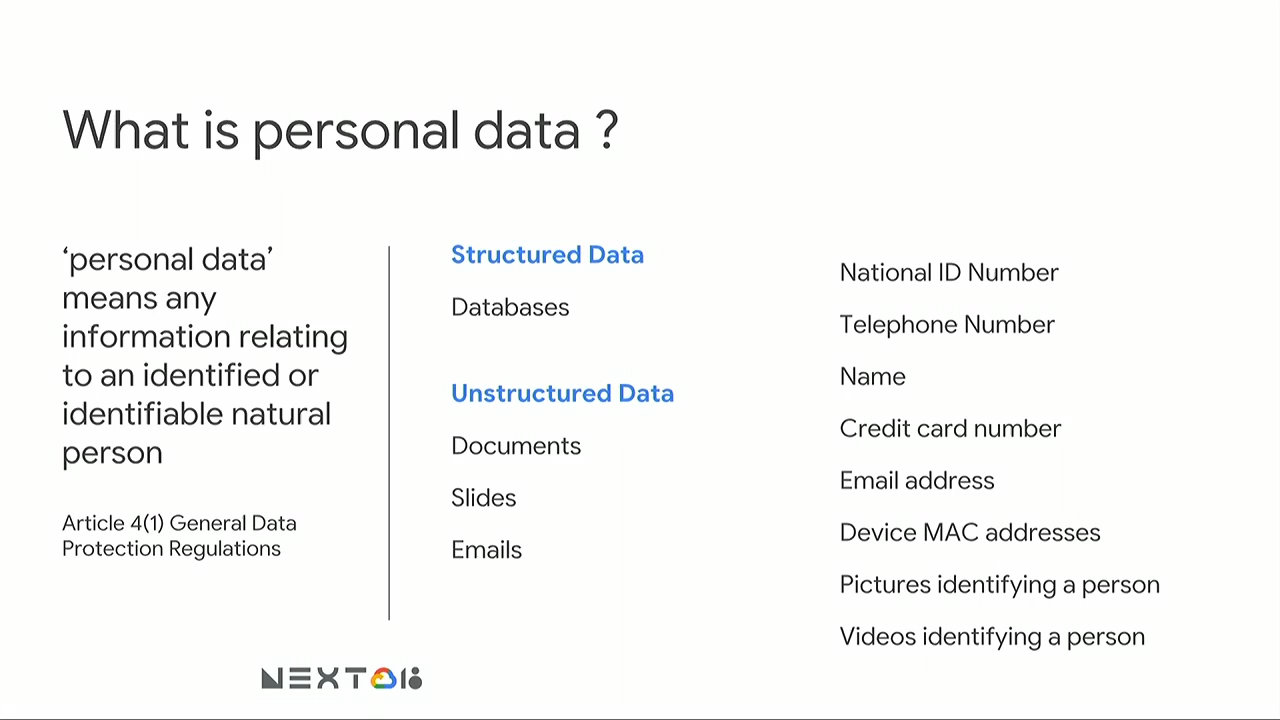 What is personal data ?
‘personal data’
means any
information relating
to an identified or
identifiable natural
person
Article 4(1) General Data
Protection Regulations
Structured Data
Databases
Unstructured Data
Documents
Slides
Emails
National ID Number
Telephone Number
Name
Credit card number
Email address
Device MAC addresses
Pictures identifying a person
Videos identifying a person
NEXT 18